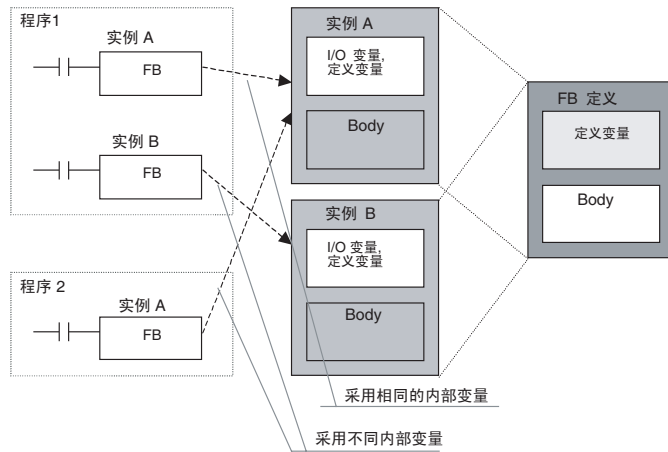 程序1
实例 A
FB
实例 B
FB
程序 2
实例 A
FB
实例 A
I/O 变量,
定义变量
Body
实例 B
I/O 变量,
定义变量
Body
FB 定义
定义变量
Body
采用相同的内部变量
采用不同内部变量